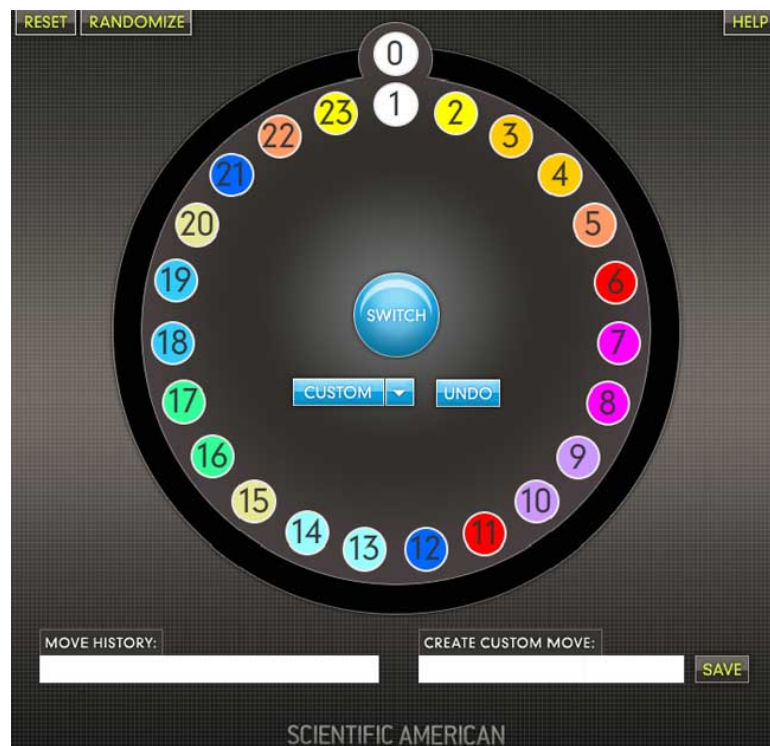 RESET RANDOMIZE HELP
0
23 1 2
22 3
21 4
20 5
19 6
SWITCH
18 7
CUSTOM UNDO
17 8
16 9
15 10
14 11
13 12
MOVE HISTORY: CREATE CUSTOM MOVE:
SAVE
SCIENTIFIC AMERICAN